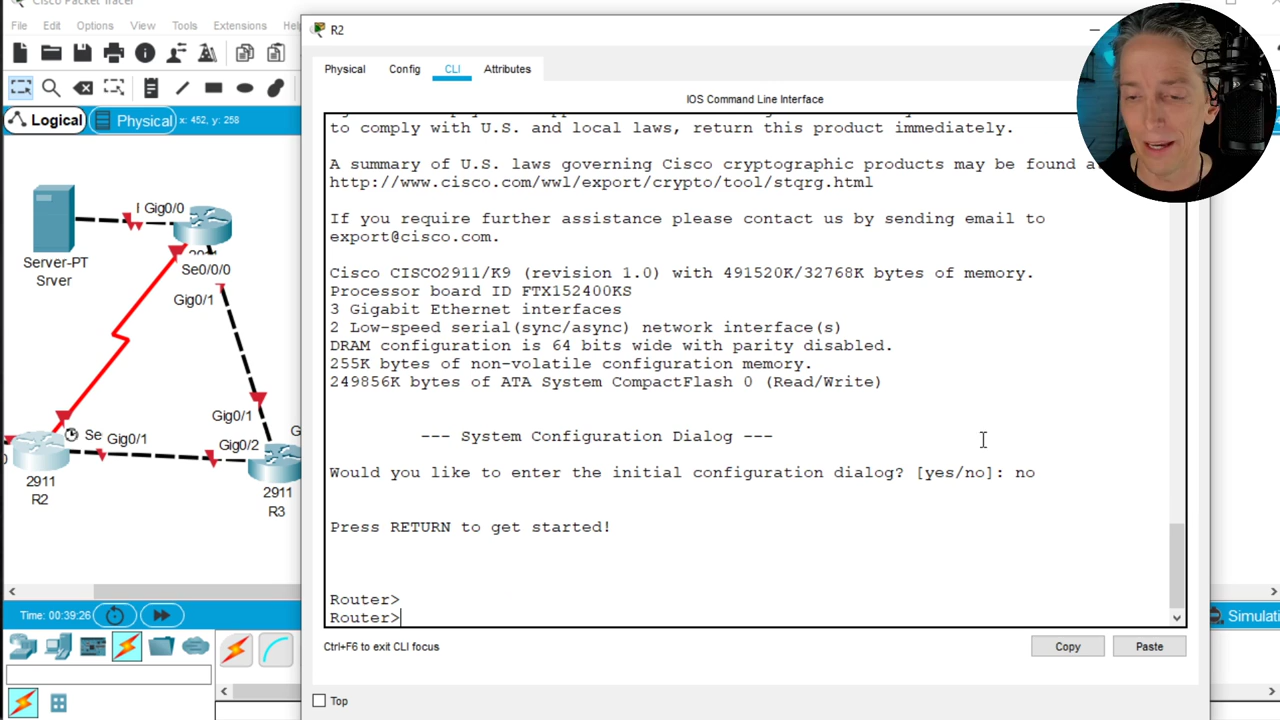 Cisco Packet Tracer
File Edit Options View Tools Extensions Help
Logical
Physical
x: 452, y: 258
I Gig0/0
Server-PT
Srver
Se0/0/0
Gig0/1
Gig0/1
Gig0/2
Se
Gig0/1
2911
R2
2911
R3
Time: 00:39:26
R2
Physical Config CLI Attributes
IOS Command Line Interface
to comply with U.S. and local laws, return this product immediately.
A summary of U.S. laws governing Cisco cryptographic products may be found a
http://www.cisco.com/wwl/export/crypto/tool/stqrg.html
If you require further assistance please contact us by sending email to
export@cisco.com.
Cisco CISCO2911/K9 (revision 1.0) with 491520K/32768K bytes of memory.
Processor board ID FTX152400KS
3 Gigabit Ethernet interfaces
2 Low-speed serial(sync/async) network interface(s)
DRAM configuration is 64 bits wide with parity disabled.
255K bytes of non-volatile configuration memory.
249856K bytes of ATA System CompactFlash 0 (Read/Write)
--- System Configuration Dialog ---
Would you like to enter the initial configuration dialog? [yes/no]: no
Press RETURN to get started!
Router>
Router>
Ctrl+F6 to exit CLI focus
Copy
Paste
Top
Simulati